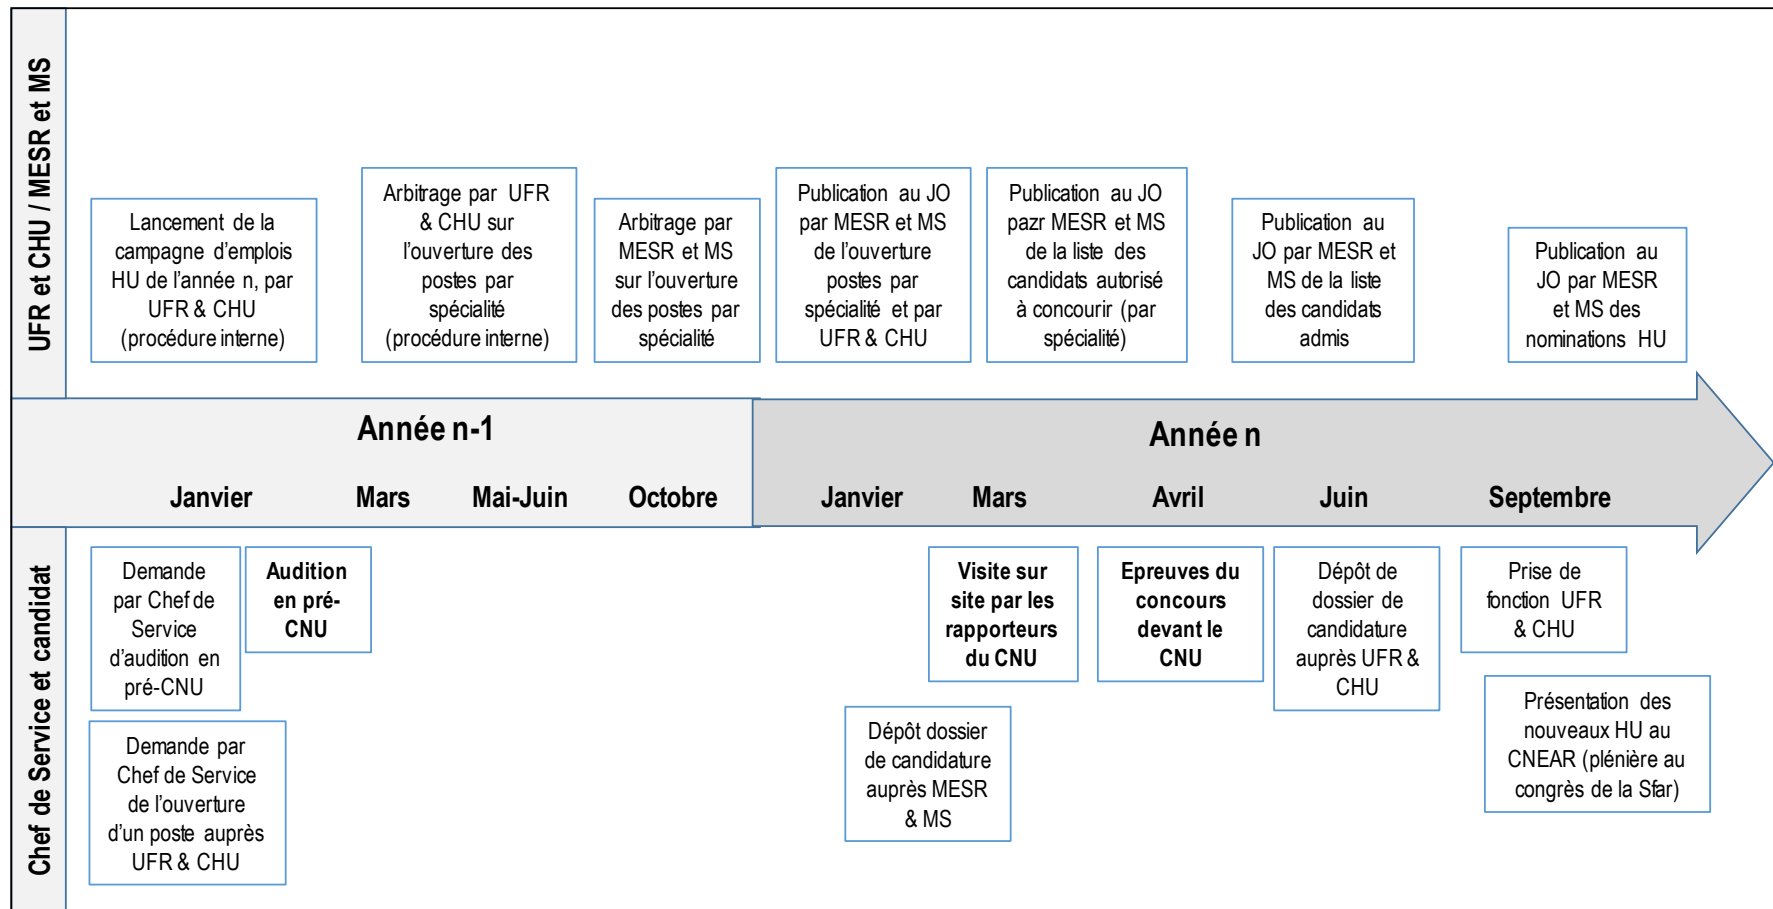 UFR et CHU / MESR et MS
Lancement de la
campagne d'emplois
HU de l'année n, par
UFR & CHU
(procédure interne)
Arbitrage par UFR
& CHU sur
l'ouverture des
postes par
spécialité
(procédure interne)
Arbitrage par
MESR et MS
sur l'ouverture
des postes par
spécialité
Publication au JO
par MESR et MS
de l'ouverture
postes par
spécialité et par
UFR & CHU
Publication au JO
pazr MESR et MS
de la liste des
candidats autorisé
à concourir (par
spécialité)
Publication au
JO par MESR et
MS de la liste
des candidats
admis
Publication au
JO par MESR
et MS des
nominations HU
Année n-1
Année n
Janvier
Mars
Mai-Juin
Octobre
Janvier
Mars
Avril
Juin
Septembre
Chef de Service et candidat
Demande
par Chef de
Service
d'audition en
pré-CNU
Audition
en pré-
CNU
Demande par
Chef de Service
de l'ouverture
d'un poste auprès
UFR & CHU
Visite sur
site par les
rapporteurs
du CNU
Dépôt dossier
de candidature
auprès MESR
& MS
Epreuves du
concours
devant le
CNU
Dépôt de
dossier de
candidature
auprès UFR &
CHU
Prise de
fonction UFR
& CHU
Présentation des
nouveaux HU au
CNEAR (plénière au
congrès de la Sfar)